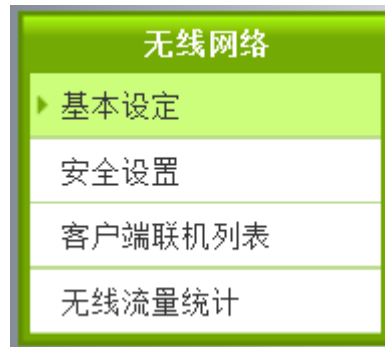 无线网络
基本设定
安全设置
客户端联机列表
无线流量统计